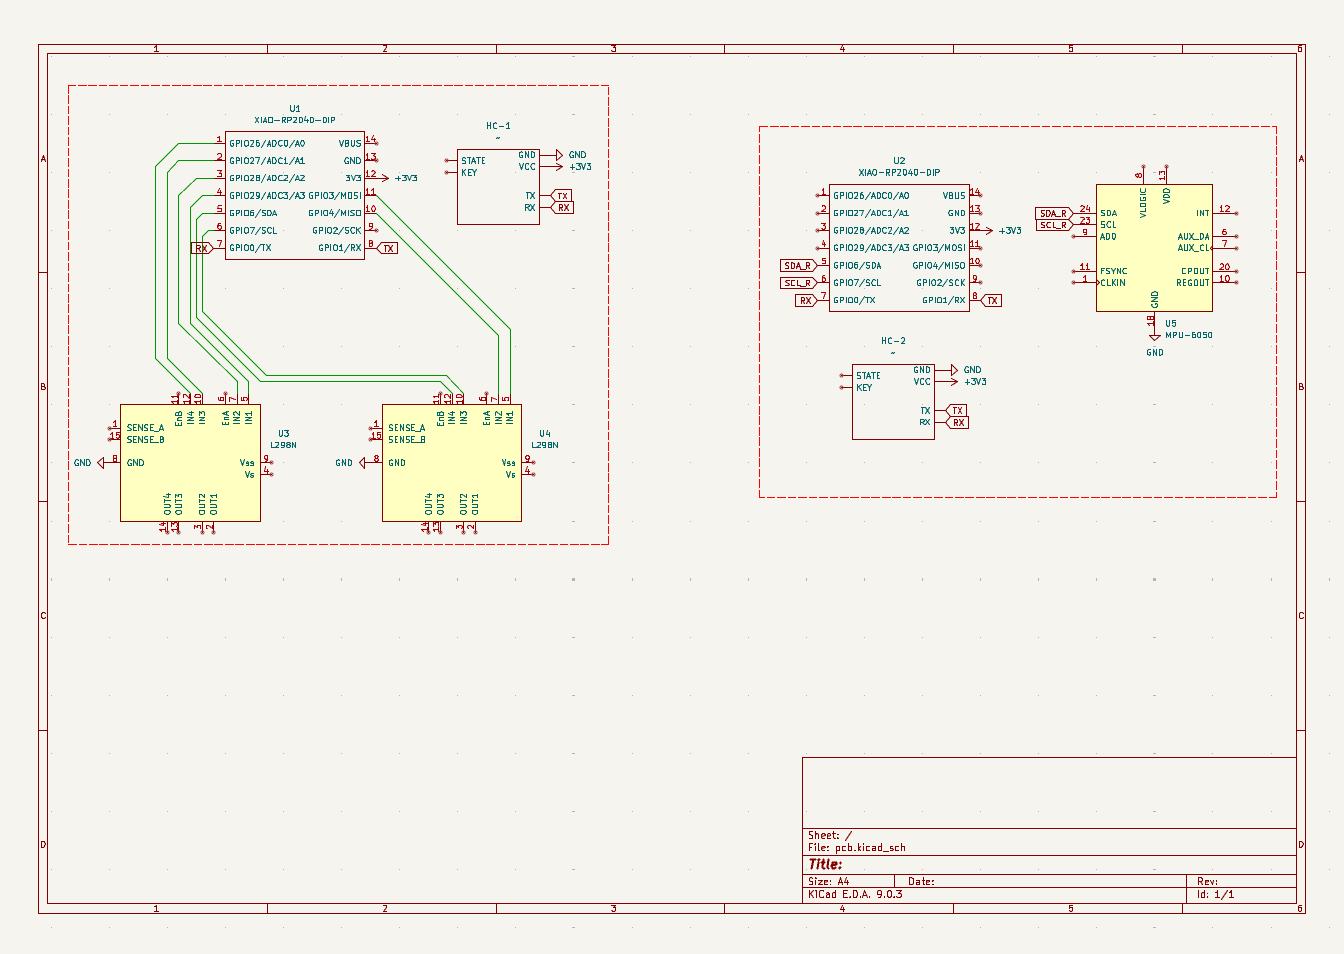 1 2 3 4 5 6
A
B
C
D
U1
XIAO-RP2040-DIP
1 GPIO26/ADC0/A0 VBUS 14
2 GPIO27/ADC1/A1 GND 13
3 GPIO28/ADC2/A2 3V3 12 +3V3
4 GPIO29/ADC3/A3 GPIO3/MOSI 11
5 GPIO6/SDA GPIO4/MISO 10
6 GPIO7/SCL GPIO2/SCK 9
RX 7 GPIO0/TX GPIO1/RX 8 TX
HC-1
~
STATE GND GND
KEY VCC +3V3
TX TX
RX RX
11 12 10 6 7 5
EnB IN4 IN3 EnA IN2 IN1
1 SENSE_A
15 SENSE_B
GND 8 GND
Vss 9
Vs 4
OUT4 OUT3 OUT2 OUT1
14 13 3 2
U3
L298N
11 12 10 6 7 5
EnB IN4 IN3 EnA IN2 IN1
1 SENSE_A
15 SENSE_B
GND 8 GND
Vss 9
Vs 4
OUT4 OUT3 OUT2 OUT1
14 13 3 2
U4
L298N
U2
XIAO-RP2040-DIP
1 GPIO26/ADC0/A0 VBUS 14
2 GPIO27/ADC1/A1 GND 13
3 GPIO28/ADC2/A2 3V3 12 +3V3
4 GPIO29/ADC3/A3 GPIO3/MOSI 11
SDA_R 5 GPIO6/SDA GPIO4/MISO 10
SCL_R 6 GPIO7/SCL GPIO2/SCK 9
RX 7 GPIO0/TX GPIO1/RX 8 TX
HC-2
~
STATE GND GND
KEY VCC +3V3
TX TX
RX RX
8 13
VLOGIC VDD
SDA_R 24 SDA INT 12
SCL_R 23 SCL
9 AD0 AUX_DA 6
AUX_CL 7
11 FSYNC CPOUT 20
1 CLKIN REGOUT 10
GND
18
GND
U5
MPU-6050
Sheet: /
File: pcb.kicad_sch
Title:
Size: A4 Date: Rev:
KiCad E.D.A. 9.0.3 Id: 1/1
A
B
C
D
1 2 3 4 5 6